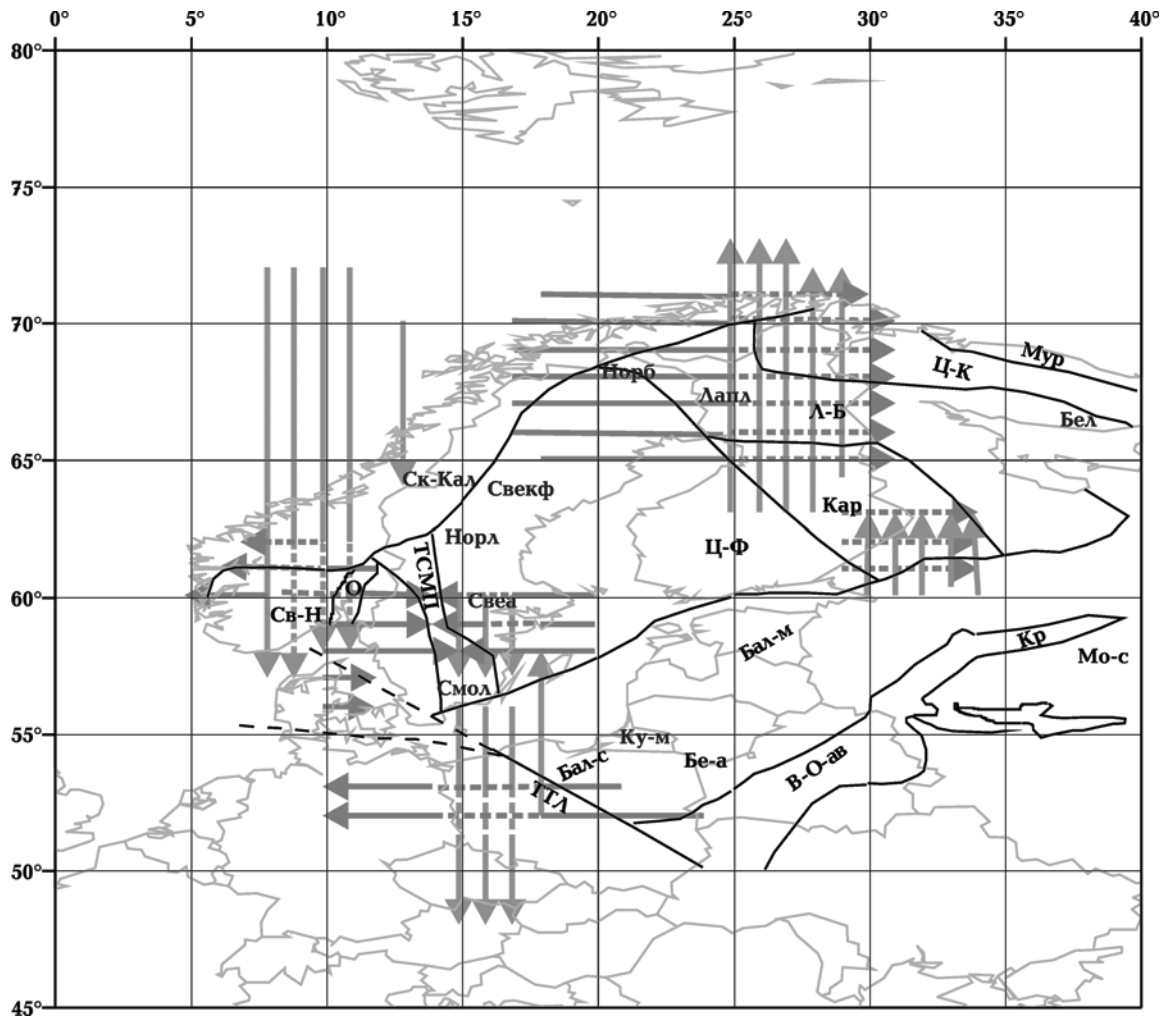 0° 5° 10° 15° 20° 25° 30° 35° 40°
80°
75°
70°
Мур
Ц-К
Норб
Лапл
Л-Б
Бел
65°
Ск-Кал
Свекф
Кар
Норл
ТСМП
Ц-Ф
О
60°
Св-Н
Свеа
Бал-м
Кр
Мо-с
Смол
55°
Ку-м
Бе-а
Бал-с
В-О-ав
ТТЛ
50°
45°